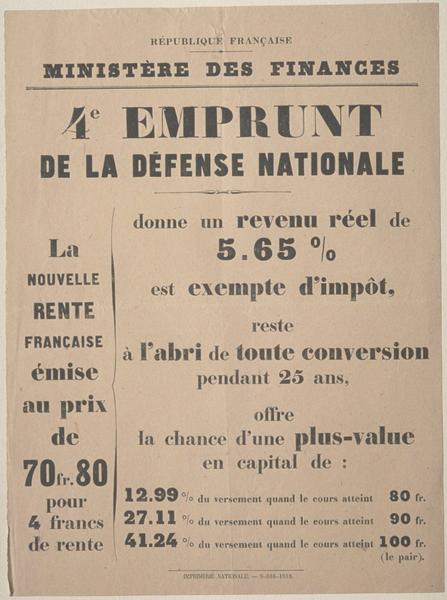 RÉPUBLIQUE FRANÇAISE
MINISTÈRE DES FINANCES
4e EMPRUNT
DE LA DÉFENSE NATIONALE
La
NOUVELLE
RENTE
FRANÇAISE
émise
au prix
de
70fr.80
pour
4 francs
de rente
donne un revenu réel de
5.65 %
est exempte d'impôt,
reste
à l'abri de toute conversion
pendant 25 ans,
offre
la chance d'une plus-value
en capital de :
12.99 % du versement quand le cours atteint 80 fr.
27.11 % du versement quand le cours atteint 90 fr.
41.24 % du versement quand le cours atteint 100 fr.
(le pair).
IMPRIMERIE NATIONALE.